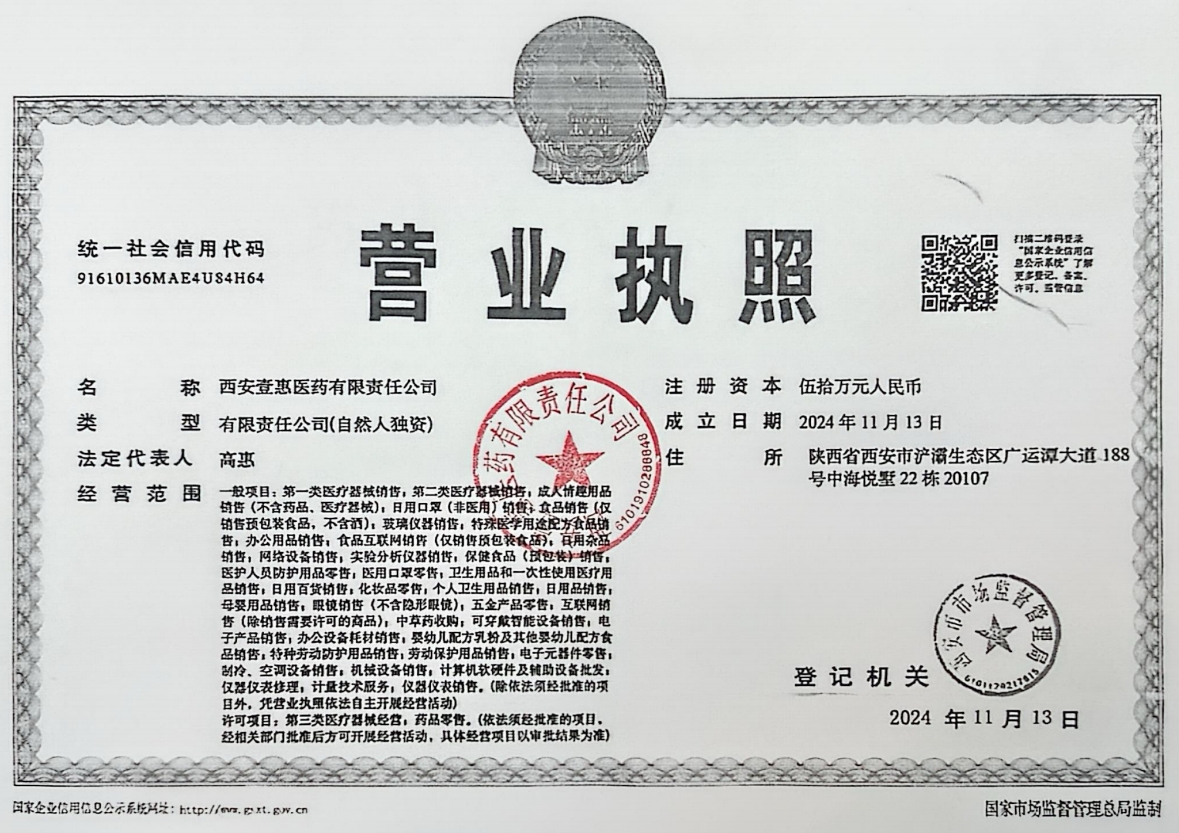 统一社会信用代码
91610136MAE4U84H64
营业执照
扫描二维码登录
“国家企业信用信
息公示系统”了解
更多登记、备案、
许可、监管信息
名称 西安壹惠医药有限责任公司
类型 有限责任公司(自然人独资)
法定代表人 高惠
经营范围 一般项目：第一类医疗器械销售；第二类医疗器械销售；成人情趣用品
销售（不含药品、医疗器械）；日用口罩（非医用）销售；食品销售（仅
销售预包装食品，不含酒）；玻璃仪器销售；特殊医学用途配方食品销
售；办公用品销售；食品互联网销售（仅销售预包装食品）；日用杂品
销售；网络设备销售；实验分析仪器销售；保健食品（预包装）销售；
医护人员防护用品零售；医用口罩零售；卫生用品和一次性使用医疗用
品销售；日用百货销售；化妆品零售；个人卫生用品销售；日用品销售；
母婴用品销售；眼镜销售（不含隐形眼镜）；五金产品零售；互联网销
售（除销售需要许可的商品）；中草药收购；可穿戴智能设备销售；电
子产品销售；办公设备耗材销售；婴幼儿配方乳粉及其他婴幼儿配方食
品销售；特种劳动防护用品销售；劳动保护用品销售；电子元器件零售；
制冷、空调设备销售；机械设备销售；计算机软硬件及辅助设备批发；
仪器仪表修理；计量技术服务；仪器仪表销售。(除依法须经批准的项
目外，凭营业执照依法自主开展经营活动)
许可项目：第三类医疗器械经营；药品零售。(依法须经批准的项目，
经相关部门批准后方可开展经营活动，具体经营项目以审批结果为准)
药有限责任公司
6101910288848
注册资本 伍拾万元人民币
成立日期 2024年11月13日
住所 陕西省西安市浐灞生态区广运潭大道188
号中海悦墅22栋20107
西安市市场监督管理局
登记机关
2024年11月13日
国家企业信用信息公示系统网址：http://www.gsxt.gov.cn
国家市场监督管理总局监制